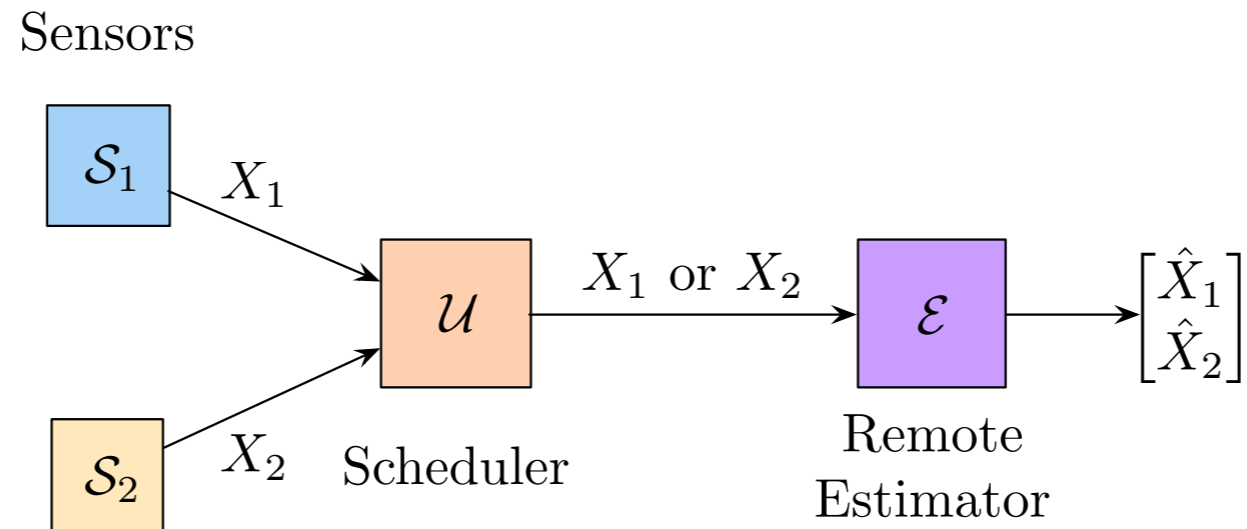 Sensors
𝒮₁
X₁
𝒰
X₁ or X₂
ℰ
X̂₁
X̂₂
𝒮₂
X₂
Scheduler
Remote
Estimator